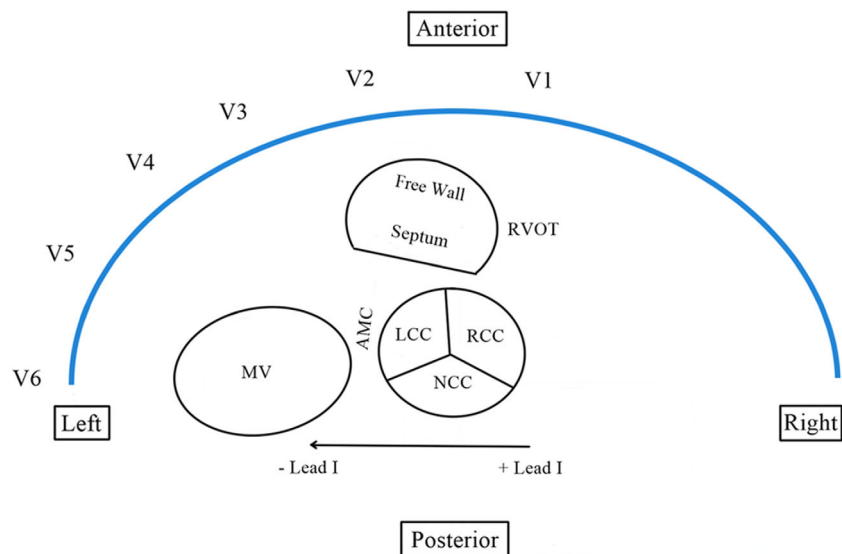 Anterior
V2
V1
V3
V4
Free Wall
Septum
RVOT
V5
AMC
LCC
RCC
MV
NCC
V6
Left
Right
- Lead I
+ Lead I
Posterior